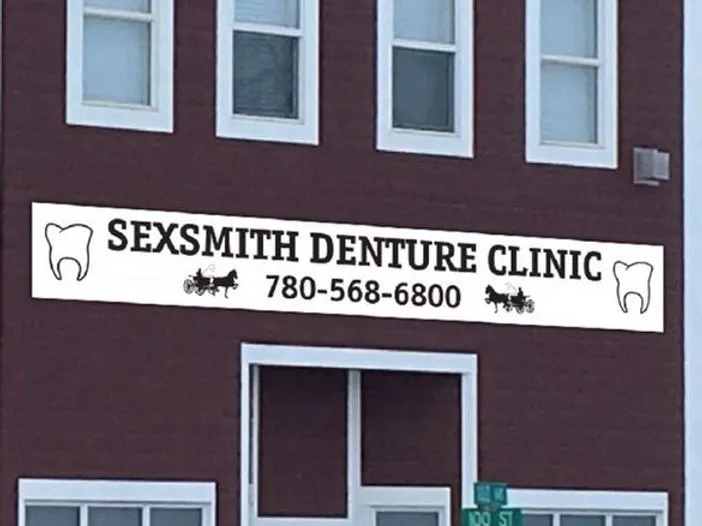 SEXSMITH DENTURE CLINIC
780-568-6800
100 ST